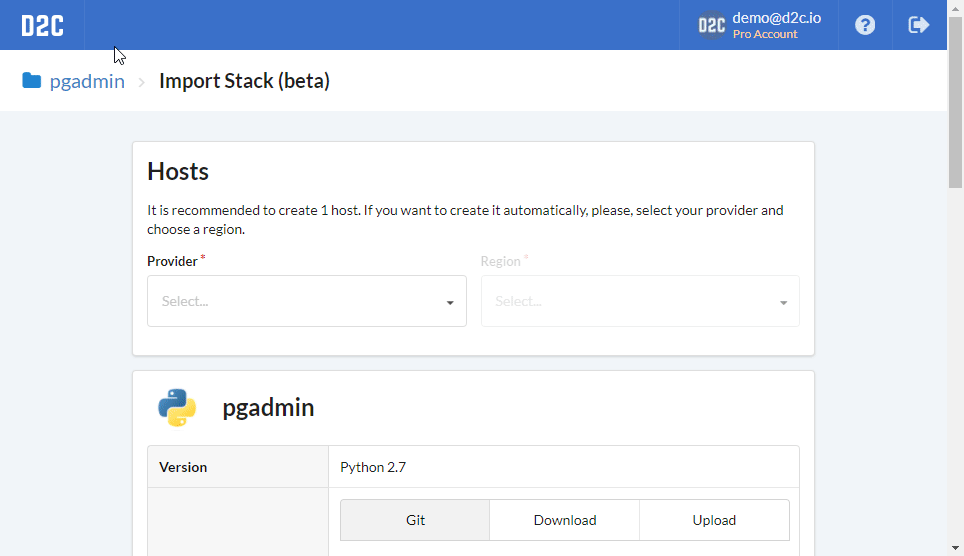 D2C
D2C
demo@d2c.io
Pro Account
?
pgadmin > Import Stack (beta)
Hosts
It is recommended to create 1 host. If you want to create it automatically, please, select your provider and
choose a region.
Provider * Region *
Select... Select...
pgadmin
Version Python 2.7
Git Download Upload